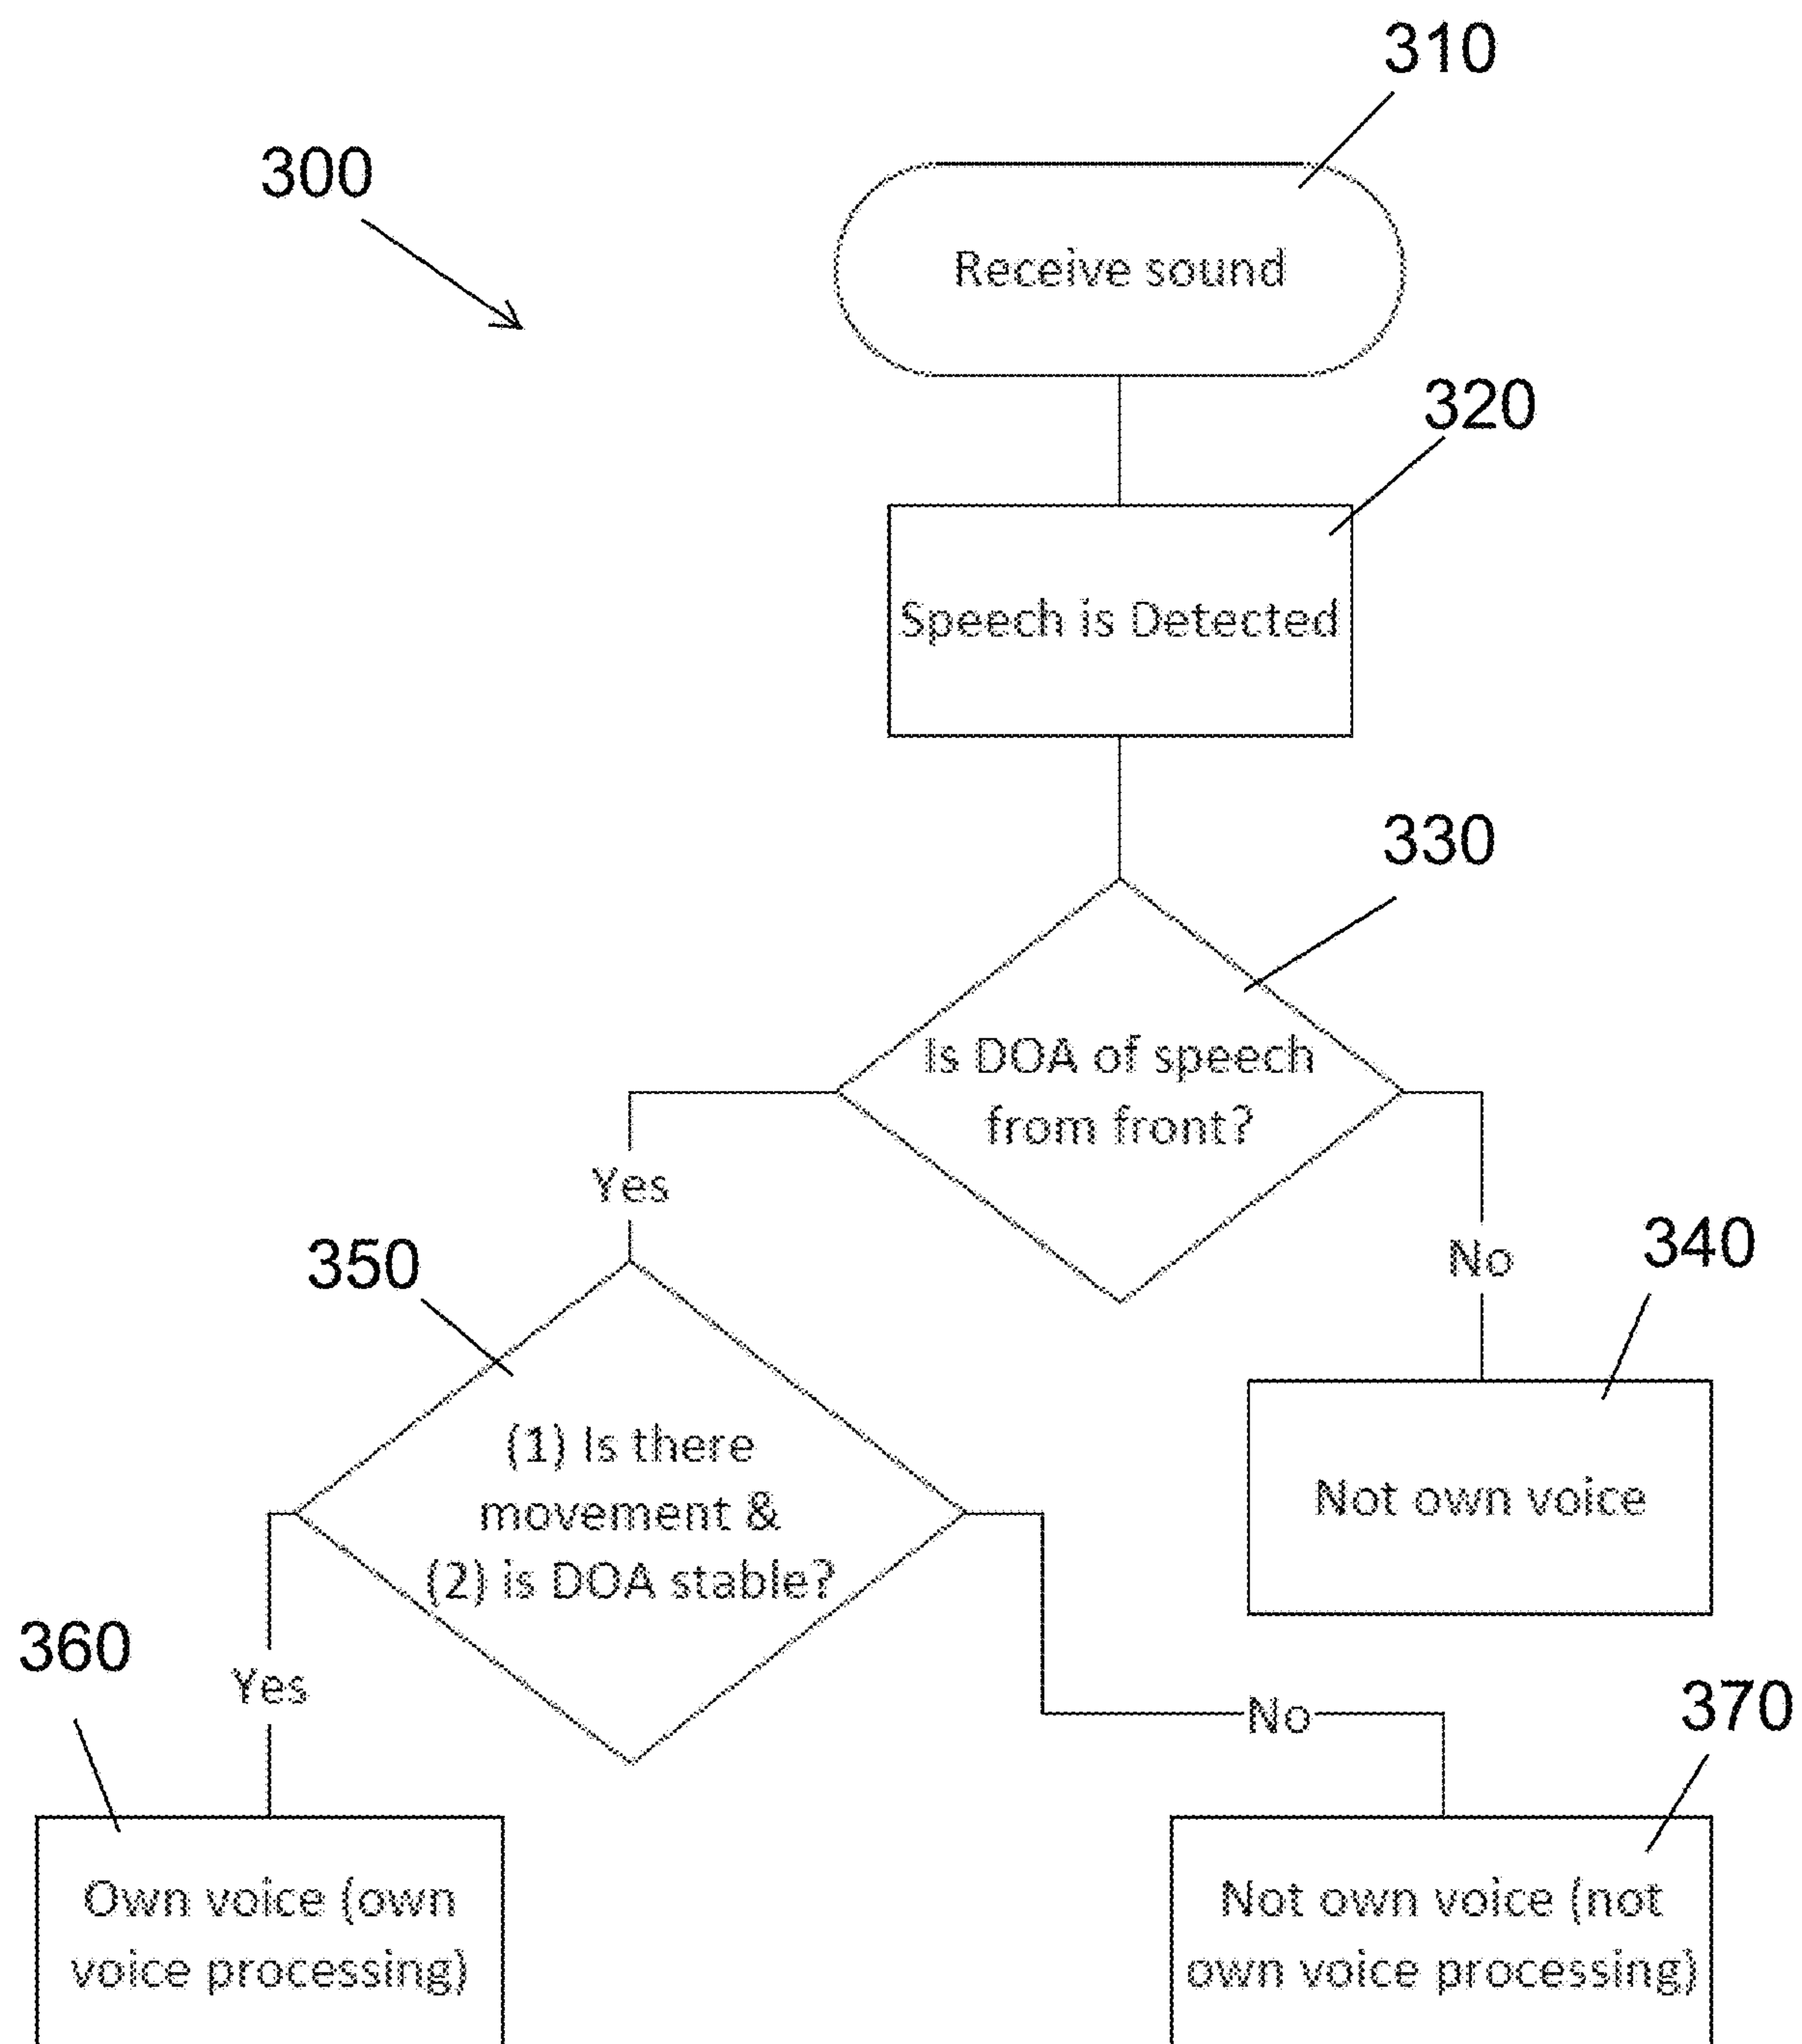 310
300
Receive sound
320
Speech is Detected
330
Is DOA of speech
from front?
Yes
No
340
350
(1) Is there
movement &
(2) is DOA stable?
Not own voice
360
Yes
No
370
Own voice (own
voice processing)
Not own voice (not
own voice processing)